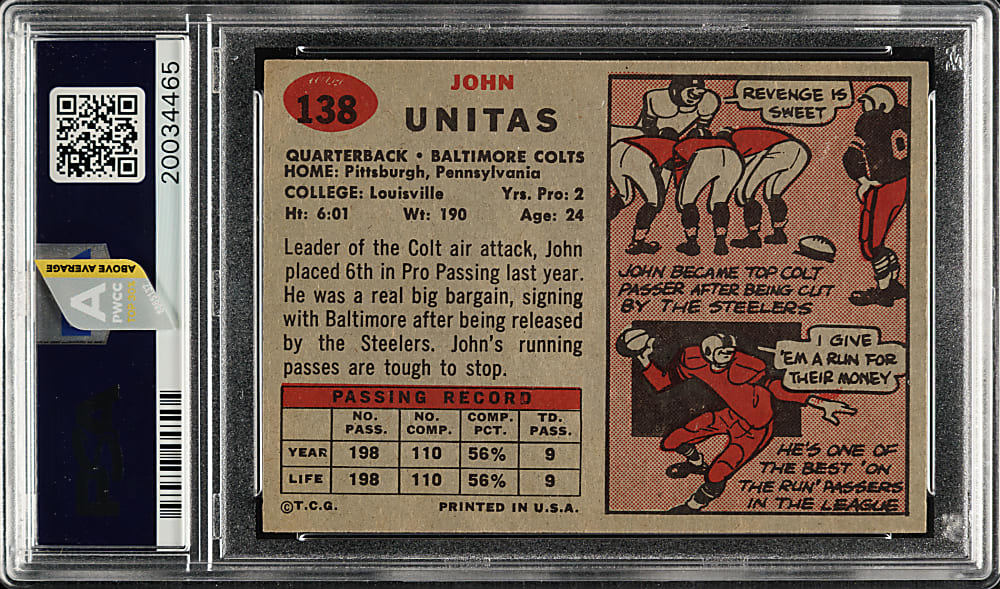 20034465
ABOVE AVERAGE
A
PWCC
TOP 30%
138
JOHN
UNITAS
QUARTERBACK • BALTIMORE COLTS
HOME: Pittsburgh, Pennsylvania
COLLEGE: Louisville Yrs. Pro: 2
Ht: 6:01 Wt: 190 Age: 24
Leader of the Colt air attack, John
placed 6th in Pro Passing last year.
He was a real big bargain, signing
with Baltimore after being released
by the Steelers. John's running
passes are tough to stop.
PASSING RECORD
NO. PASS. NO. COMP. COMP. PCT. TD. PASS.
YEAR 198 110 56% 9
LIFE 198 110 56% 9
©T.C.G. PRINTED IN U.S.A.
REVENGE IS
SWEET
JOHN BECAME TOP COLT
PASSER AFTER BEING CUT
BY THE STEELERS
I GIVE
'EM A RUN FOR
THEIR MONEY
HE'S ONE OF
THE BEST 'ON
THE RUN' PASSERS
IN THE LEAGUE
PSA